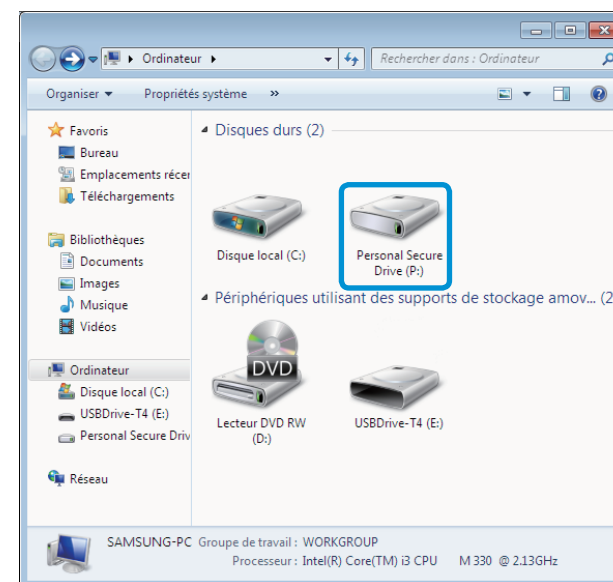 Ordinateur
Rechercher dans : Ordinateur
Organiser Propriétés système »
Favoris
Bureau
Emplacements récer
Téléchargements
Bibliothèques
Documents
Images
Musique
Vidéos
Ordinateur
Disque local (C:)
USBDrive-T4 (E:)
Personal Secure Driv
Réseau
Disques durs (2)
Disque local (C:)
Personal Secure
Drive (P:)
Périphériques utilisant des supports de stockage amov... (2
DVD
Lecteur DVD RW
(D:)
USBDrive-T4 (E:)
SAMSUNG-PC Groupe de travail : WORKGROUP
Processeur : Intel(R) Core(TM) i3 CPU M 330 @ 2.13GHz